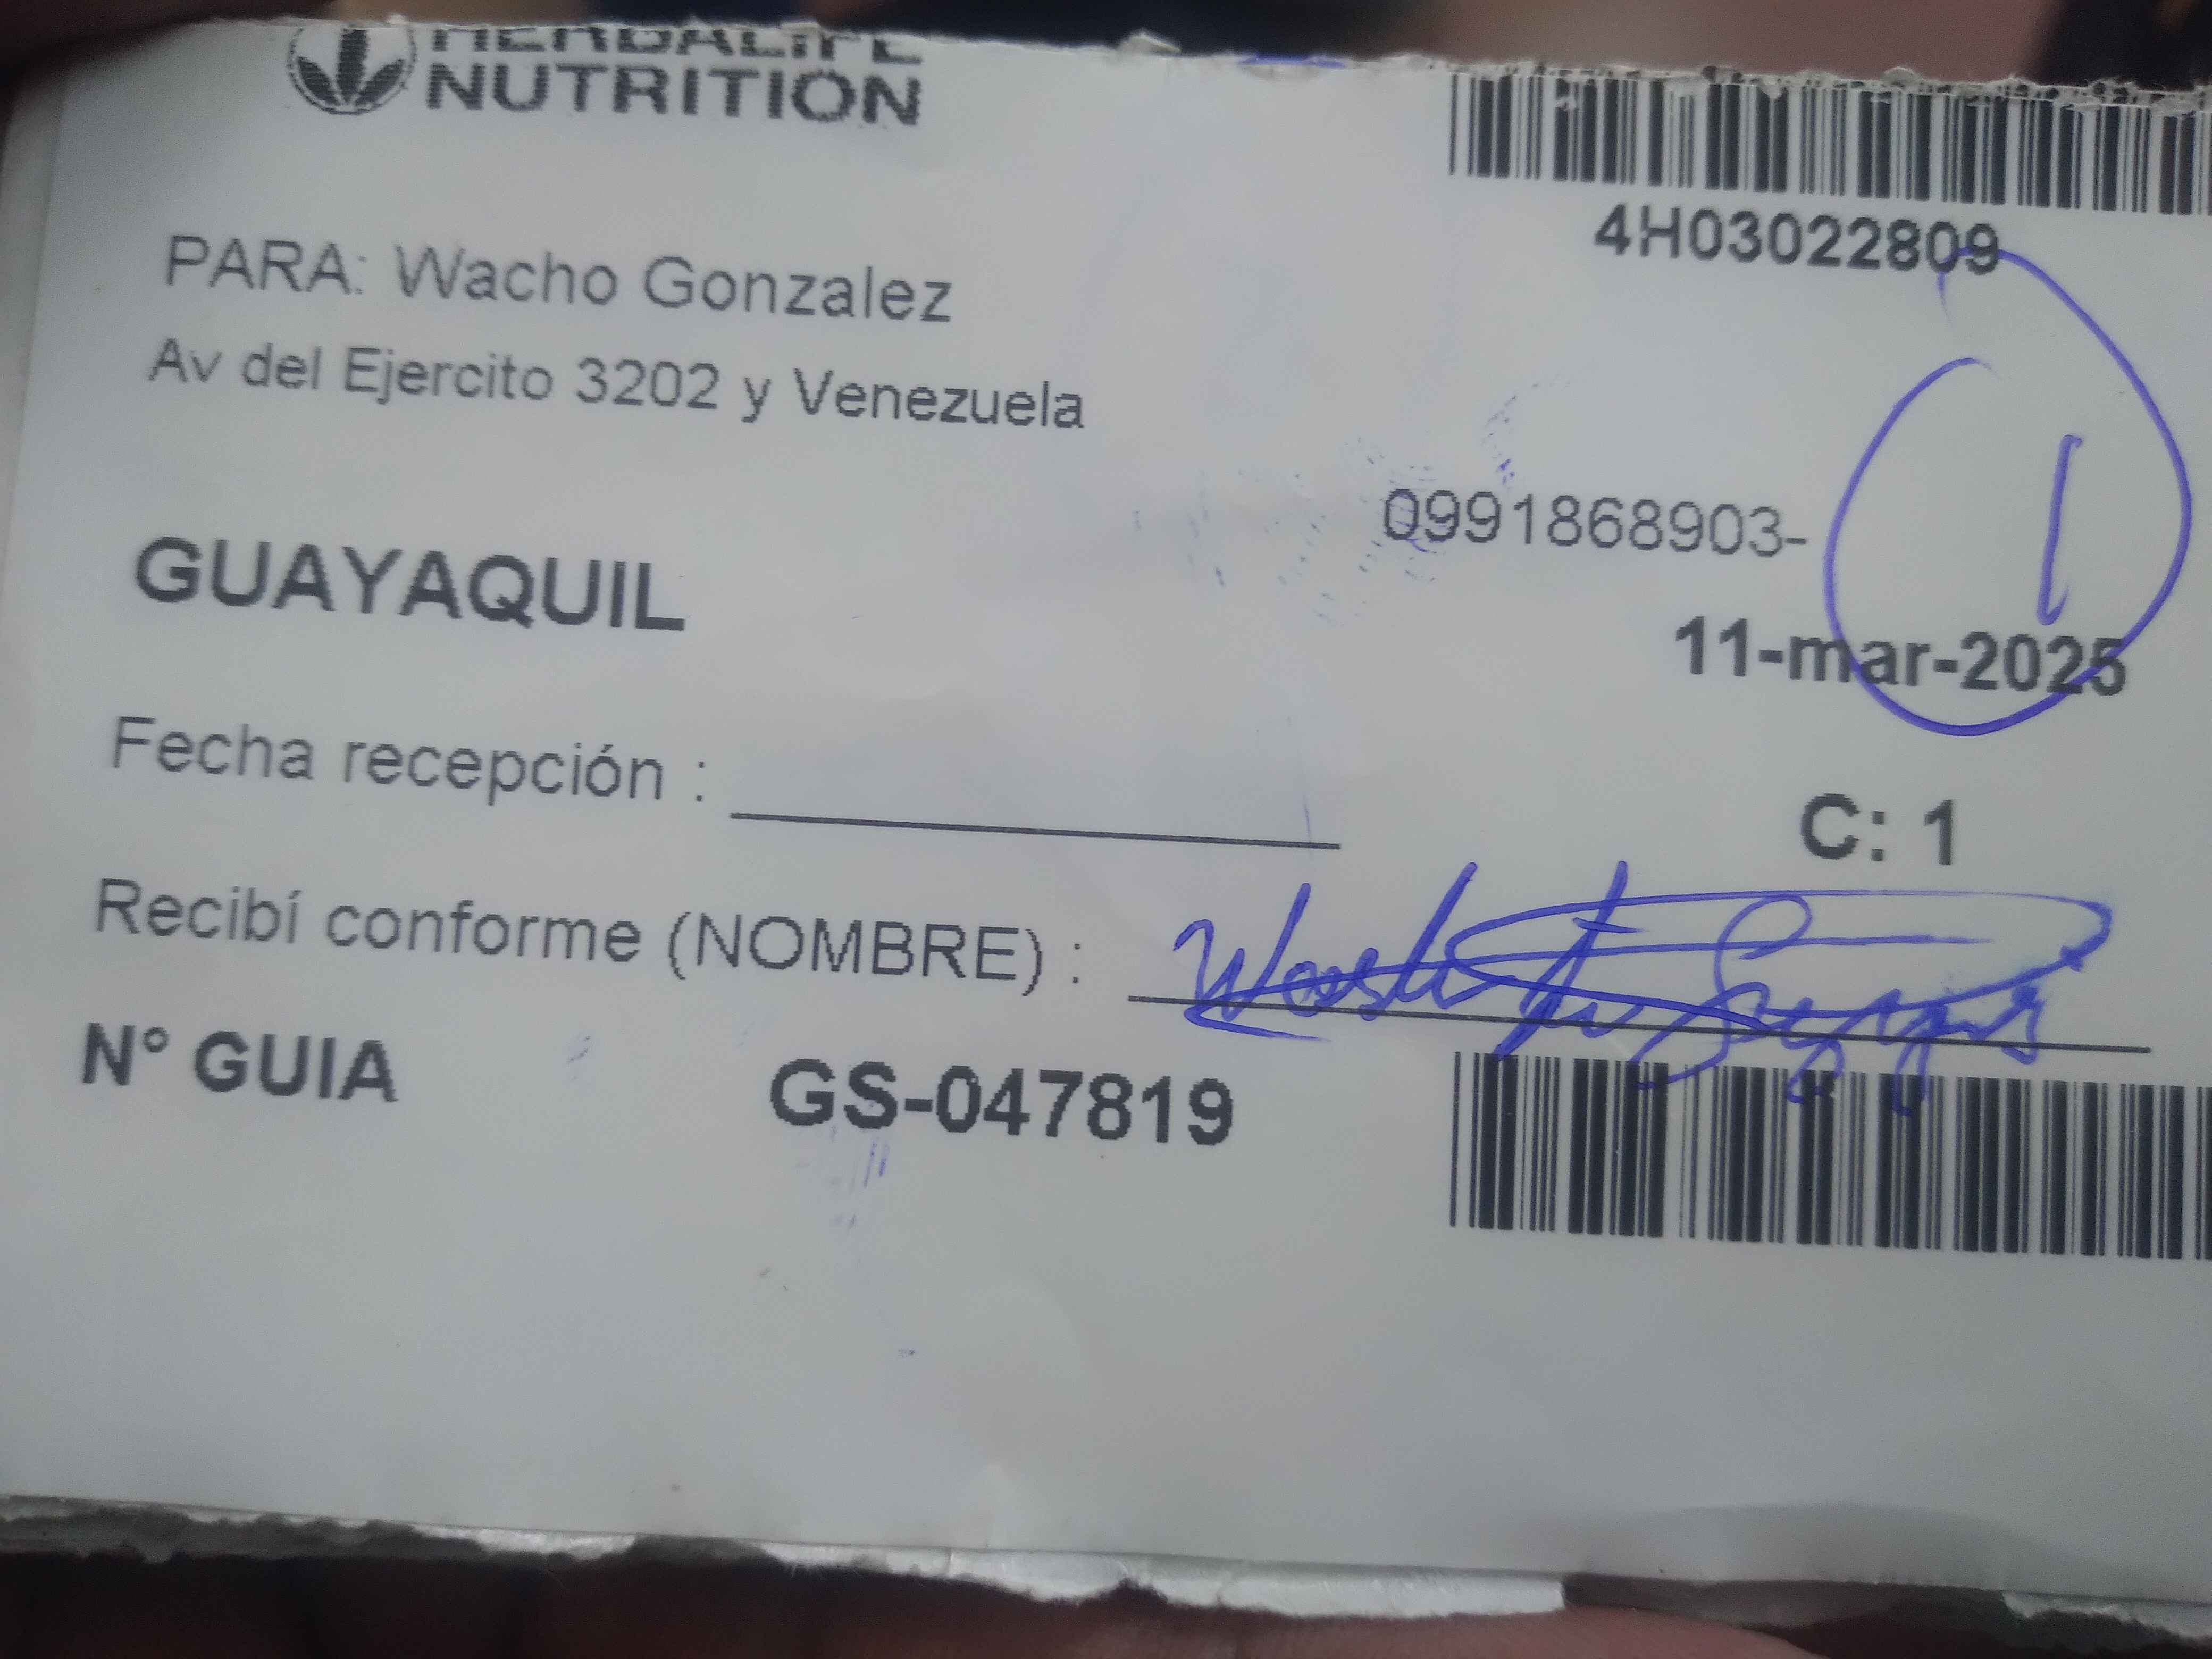 HERBALIFE
NUTRITION
4H03022809
PARA: Wacho Gonzalez
Av del Ejercito 3202 y Venezuela
0991868903-
1
GUAYAQUIL
11-mar-2025
Fecha recepción :
C: 1
Recibí conforme (NOMBRE) :
N° GUIA GS-047819